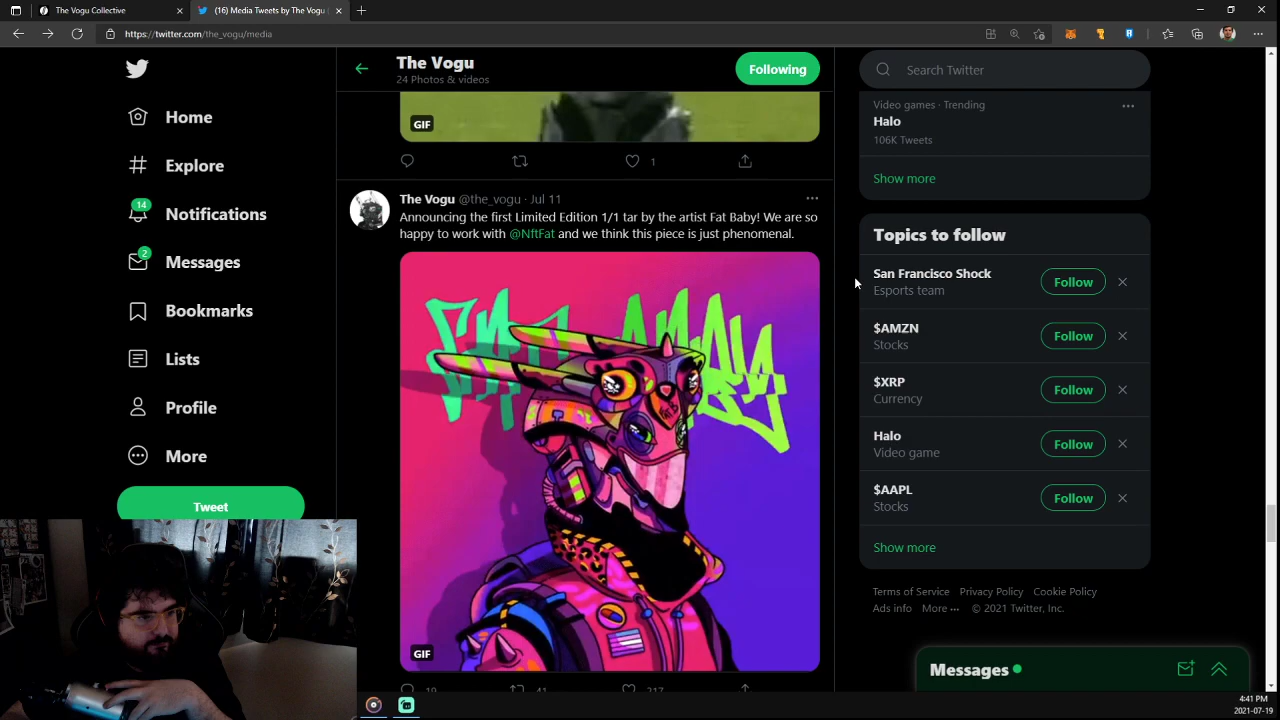 The Vogu Collective
(16) Media Tweets by The Vogu |
https://twitter.com/the_vogu/media
Home
Explore
14
Notifications
2
Messages
Bookmarks
Lists
Profile
More
Tweet
The Vogu
24 Photos & videos
Following
GIF
1
The Vogu @the_vogu · Jul 11
Announcing the first Limited Edition 1/1 tar by the artist Fat Baby! We are so
happy to work with @NftFat and we think this piece is just phenomenal.
GIF
19
41
217
Search Twitter
Video games · Trending
Halo
106K Tweets
Show more
Topics to follow
San Francisco Shock
Esports team
Follow
$AMZN
Stocks
Follow
$XRP
Currency
Follow
Halo
Video game
Follow
$AAPL
Stocks
Follow
Show more
Terms of Service Privacy Policy Cookie Policy
Ads info More ··· © 2021 Twitter, Inc.
Messages
4:41 PM
2021-07-19